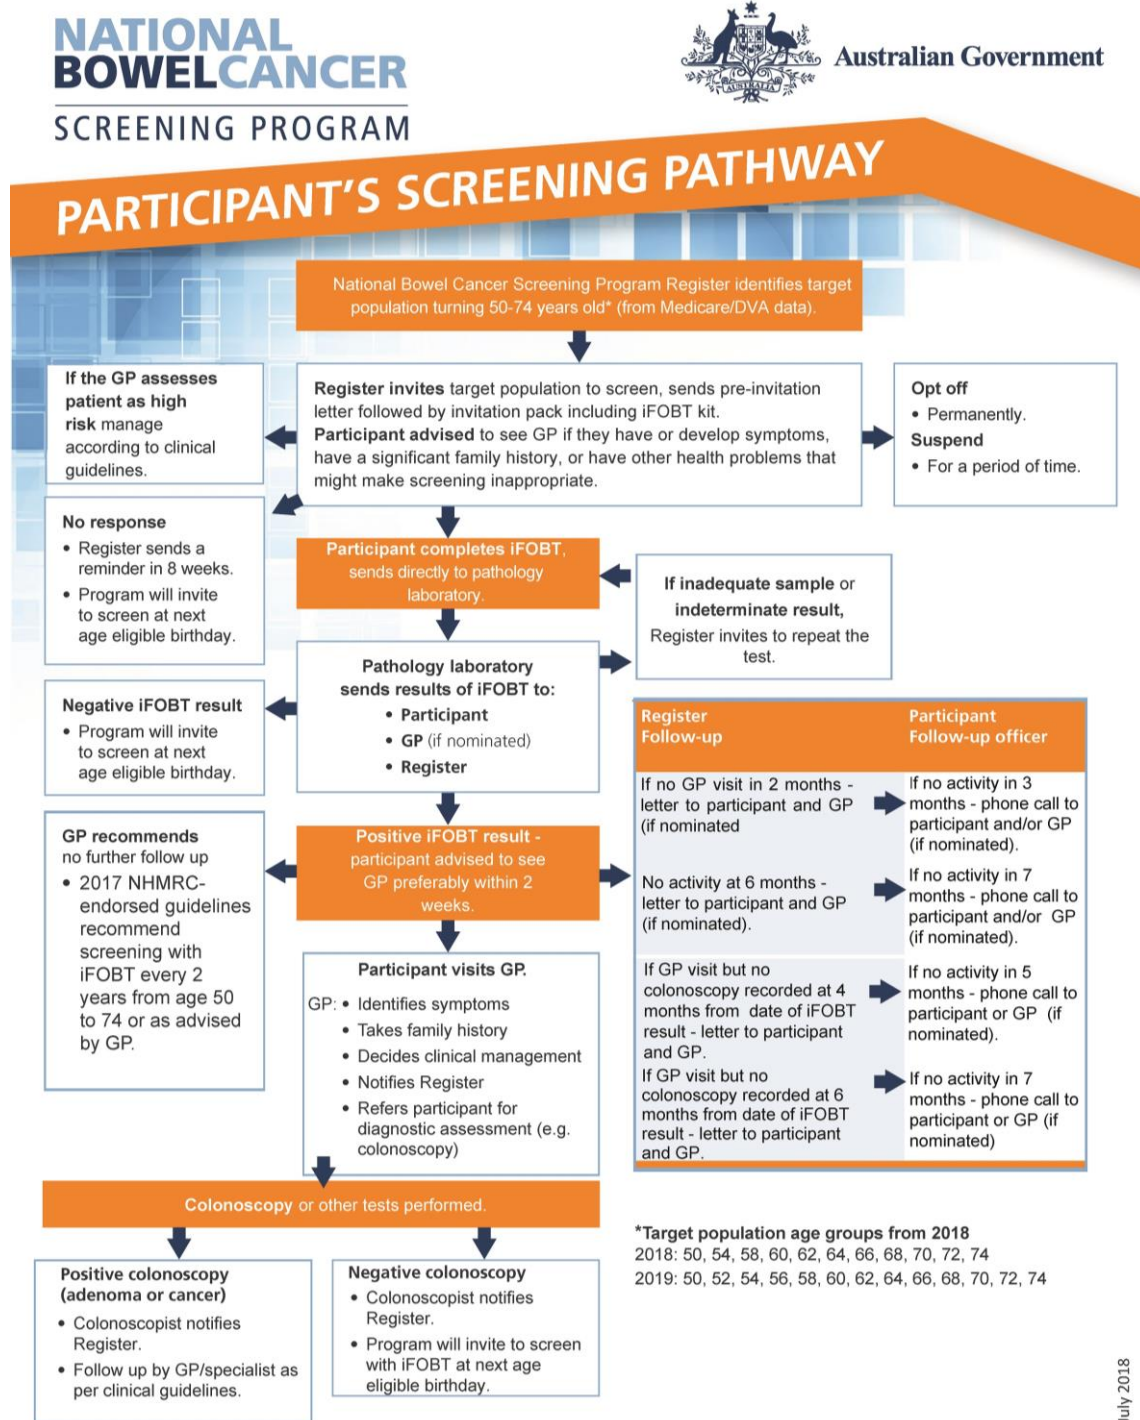 NATIONAL
BOWELCANCER
SCREENING PROGRAM
AUSTRALIA
Australian Government
PARTICIPANT'S SCREENING PATHWAY
National Bowel Cancer Screening Program Register identifies target
population turning 50-74 years old* (from Medicare/DVA data).
If the GP assesses
patient as high
risk manage
according to clinical
guidelines.
Register invites target population to screen, sends pre-invitation
letter followed by invitation pack including iFOBT kit.
Participant advised to see GP if they have or develop symptoms,
have a significant family history, or have other health problems that
might make screening inappropriate.
Opt off
• Permanently.
Suspend
• For a period of time.
No response
• Register sends a
reminder in 8 weeks.
• Program will invite
to screen at next
age eligible birthday.
Participant completes iFOBT,
sends directly to pathology
laboratory.
If inadequate sample or
indeterminate result,
Register invites to repeat the
test.
Pathology laboratory
sends results of iFOBT to:
• Participant
• GP (if nominated)
• Register
Negative iFOBT result
• Program will invite
to screen at next
age eligible birthday.
Positive iFOBT result -
participant advised to see
GP preferably within 2
weeks.
GP recommends
no further follow up
• 2017 NHMRC-
endorsed guidelines
recommend
screening with
iFOBT every 2
years from age 50
to 74 or as advised
by GP.
Register
Follow-up
Participant
Follow-up officer
If no GP visit in 2 months -
letter to participant and GP
(if nominated
If no activity in 3
months - phone call to
participant and/or GP
(if nominated).
No activity at 6 months -
letter to participant and GP
(if nominated).
If no activity in 7
months - phone call to
participant and/or GP
(if nominated).
If GP visit but no
colonoscopy recorded at 4
months from date of iFOBT
result - letter to participant
and GP.
If no activity in 5
months - phone call to
participant or GP (if
nominated).
If GP visit but no
colonoscopy recorded at 6
months from date of iFOBT
result - letter to participant
and GP.
If no activity in 7
months - phone call to
participant or GP (if
nominated)
Participant visits GP.
GP: • Identifies symptoms
• Takes family history
• Decides clinical management
• Notifies Register
• Refers participant for
diagnostic assessment (e.g.
colonoscopy)
Colonoscopy or other tests performed.
Positive colonoscopy
(adenoma or cancer)
• Colonoscopist notifies
Register.
• Follow up by GP/specialist as
per clinical guidelines.
Negative colonoscopy
• Colonoscopist notifies
Register.
• Program will invite to screen
with iFOBT at next age
eligible birthday.
*Target population age groups from 2018
2018: 50, 54, 58, 60, 62, 64, 66, 68, 70, 72, 74
2019: 50, 52, 54, 56, 58, 60, 62, 64, 66, 68, 70, 72, 74
July 2018